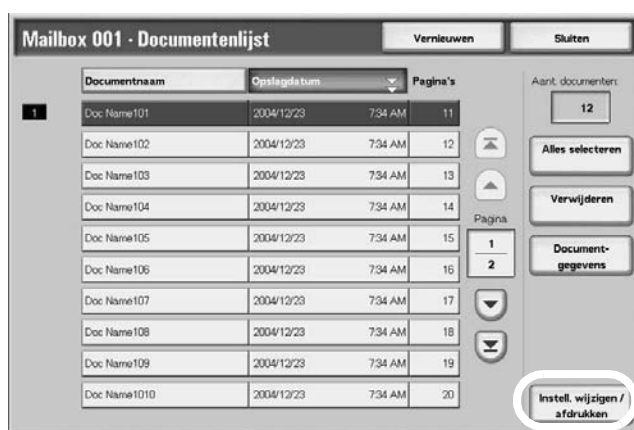 Mailbox 001 - Documentenlijst Vernieuwen Sluiten
Documentnaam Opslagdatum Pagina's Aant. documenten:
1 Doc Name101 2004/12/23 7:34 AM 11 12
Doc Name102 2004/12/23 7:34 AM 12 Alles selecteren
Doc Name103 2004/12/23 7:34 AM 13
Doc Name104 2004/12/23 7:34 AM 14 Verwijderen
Pagina
Doc Name105 2004/12/23 7:34 AM 15 1 Document-
Doc Name106 2004/12/23 7:34 AM 16 2 gegevens
Doc Name107 2004/12/23 7:34 AM 17
Doc Name108 2004/12/23 7:34 AM 18
Doc Name109 2004/12/23 7:34 AM 19
Doc Name1010 2004/12/23 7:34 AM 20 Instell. wijzigen /
afdrukken